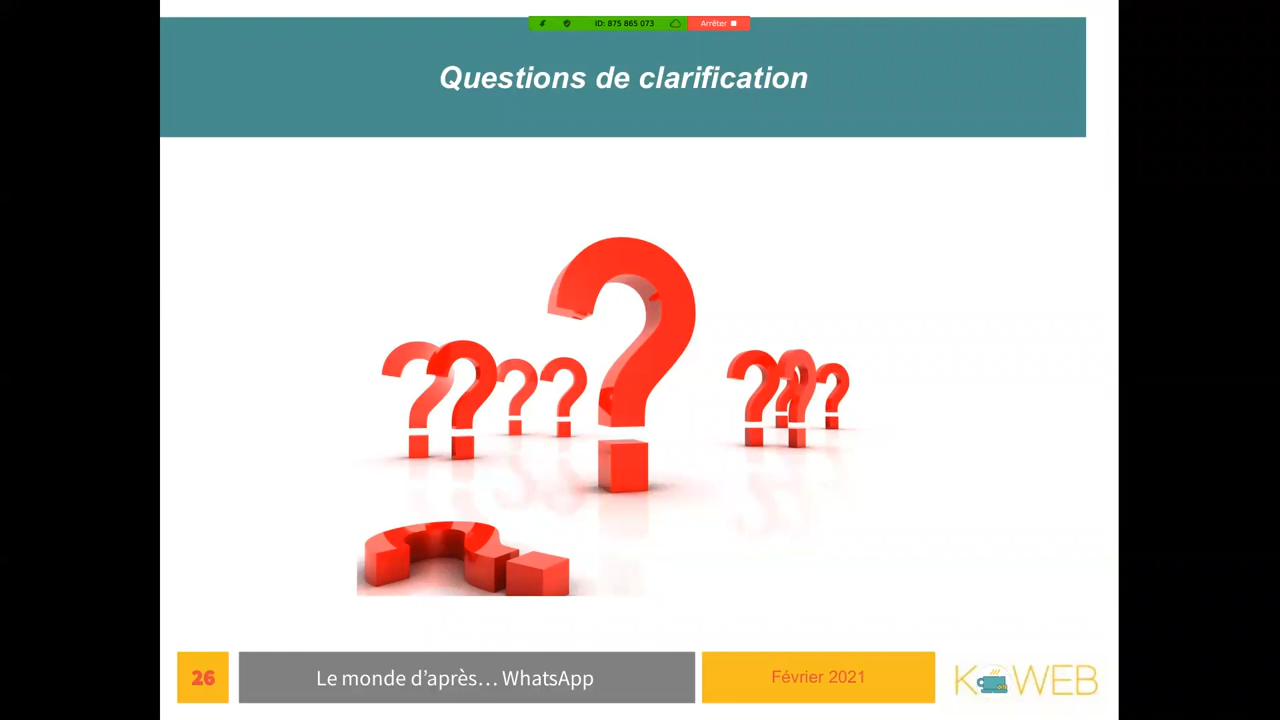 ID: 875 865 073 Arrêter
Questions de clarification
26 Le monde d'après... WhatsApp Février 2021 K WEB